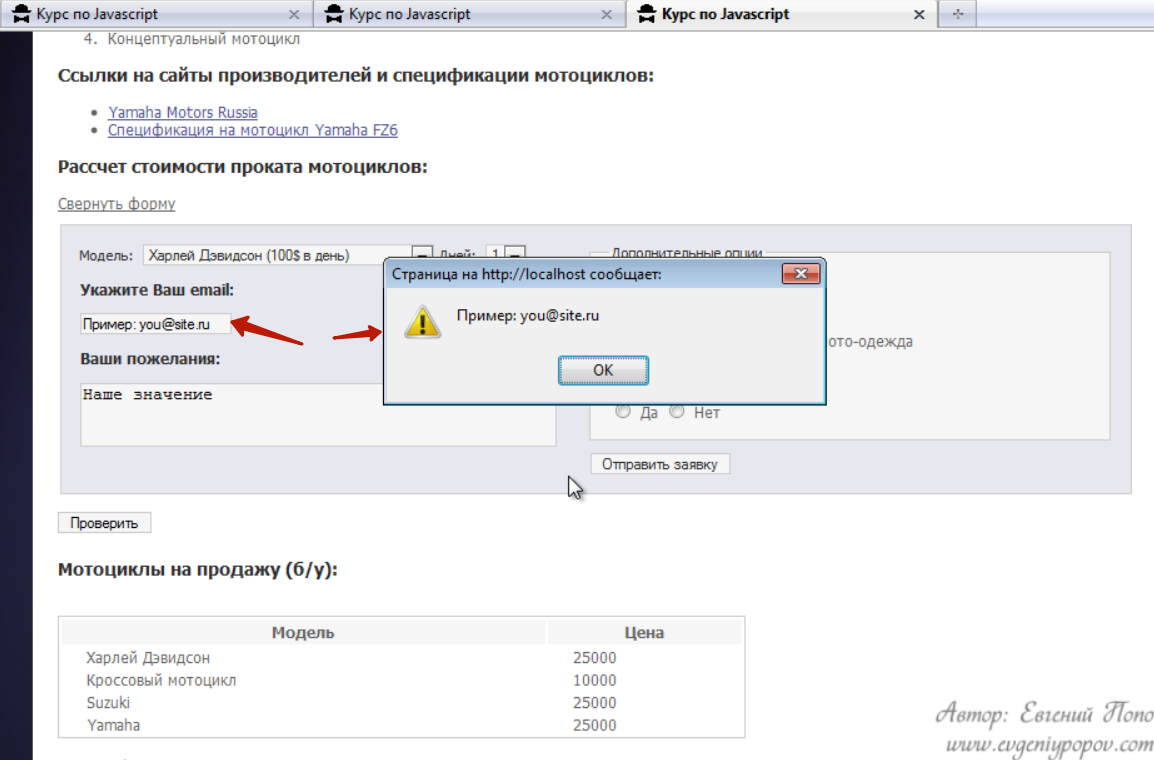 Курс по Javascript
Курс по Javascript
Курс по Javascript
4. Концептуальный мотоцикл
Ссылки на сайты производителей и спецификации мотоциклов:
Yamaha Motors Russia
Спецификация на мотоцикл Yamaha FZ6
Рассчет стоимости проката мотоциклов:
Свернуть форму
Модель: Харлей Дэвидсон (100$ в день) Дней: 1
Дополнительные опции
Страница на http://localhost сообщает:
Укажите Ваш email:
Пример: you@site.ru
Пример: you@site.ru
ото-одежда
Ваши пожелания:
OK
Наше значение
Да Нет
Отправить заявку
Проверить
Мотоциклы на продажу (б/у):
Модель Цена
Харлей Дэвидсон 25000
Кроссовый мотоцикл 10000
Suzuki 25000
Yamaha 25000
Автор: Евгений Попо
www.evgeniypopov.com